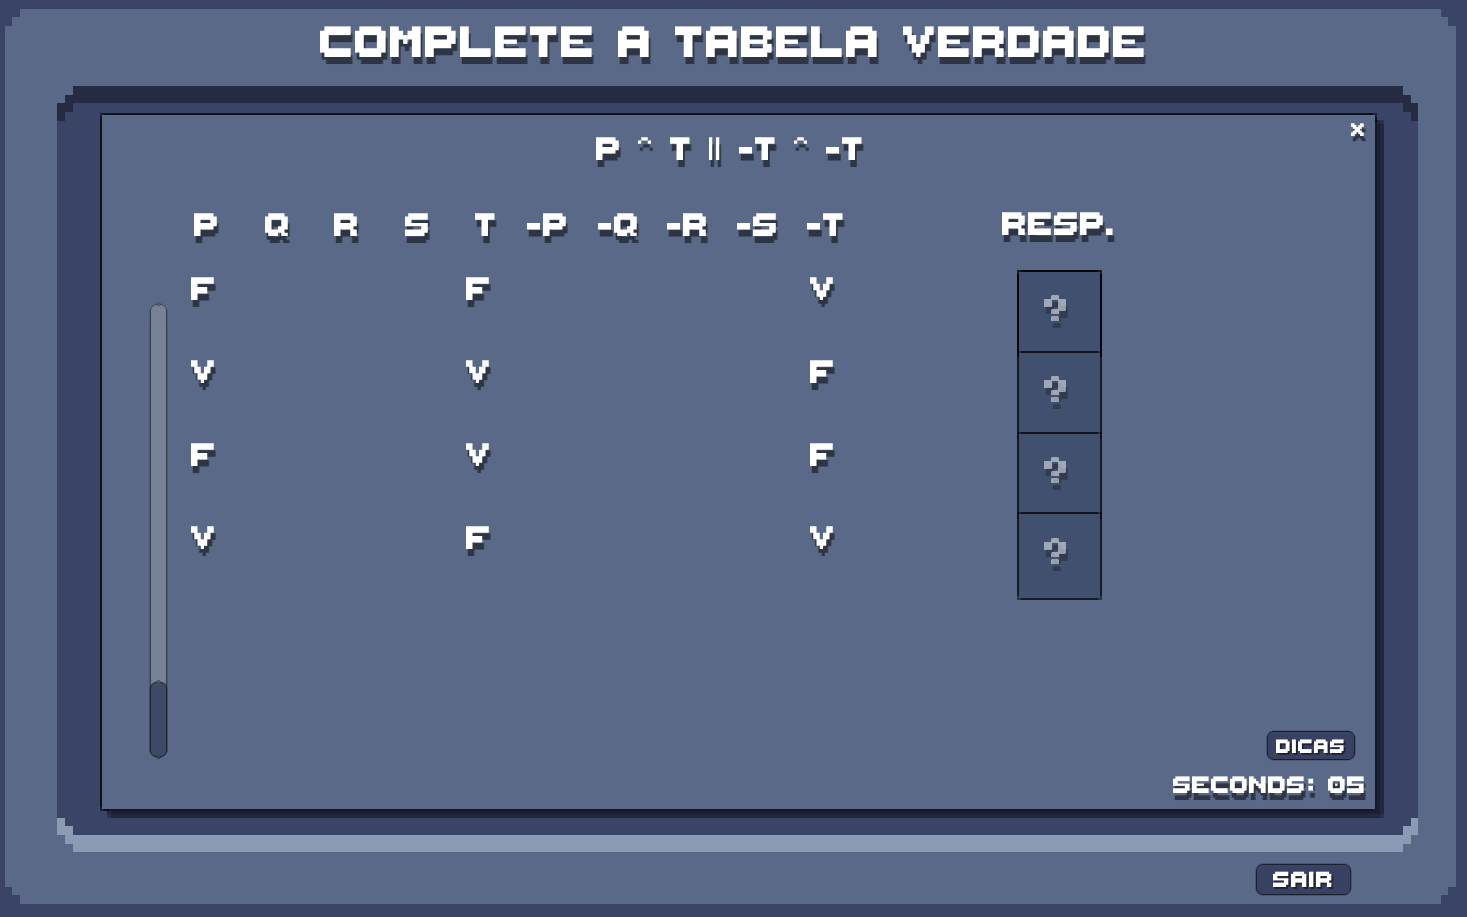 COMPLETE A TABELA VERDADE
x
P ^ T || -T ^ -T
P Q R S T -P -Q -R -S -T RESP.
F F V ?
V V F ?
F V F ?
V F V ?
DICAS
SECONDS: 05
SAIR